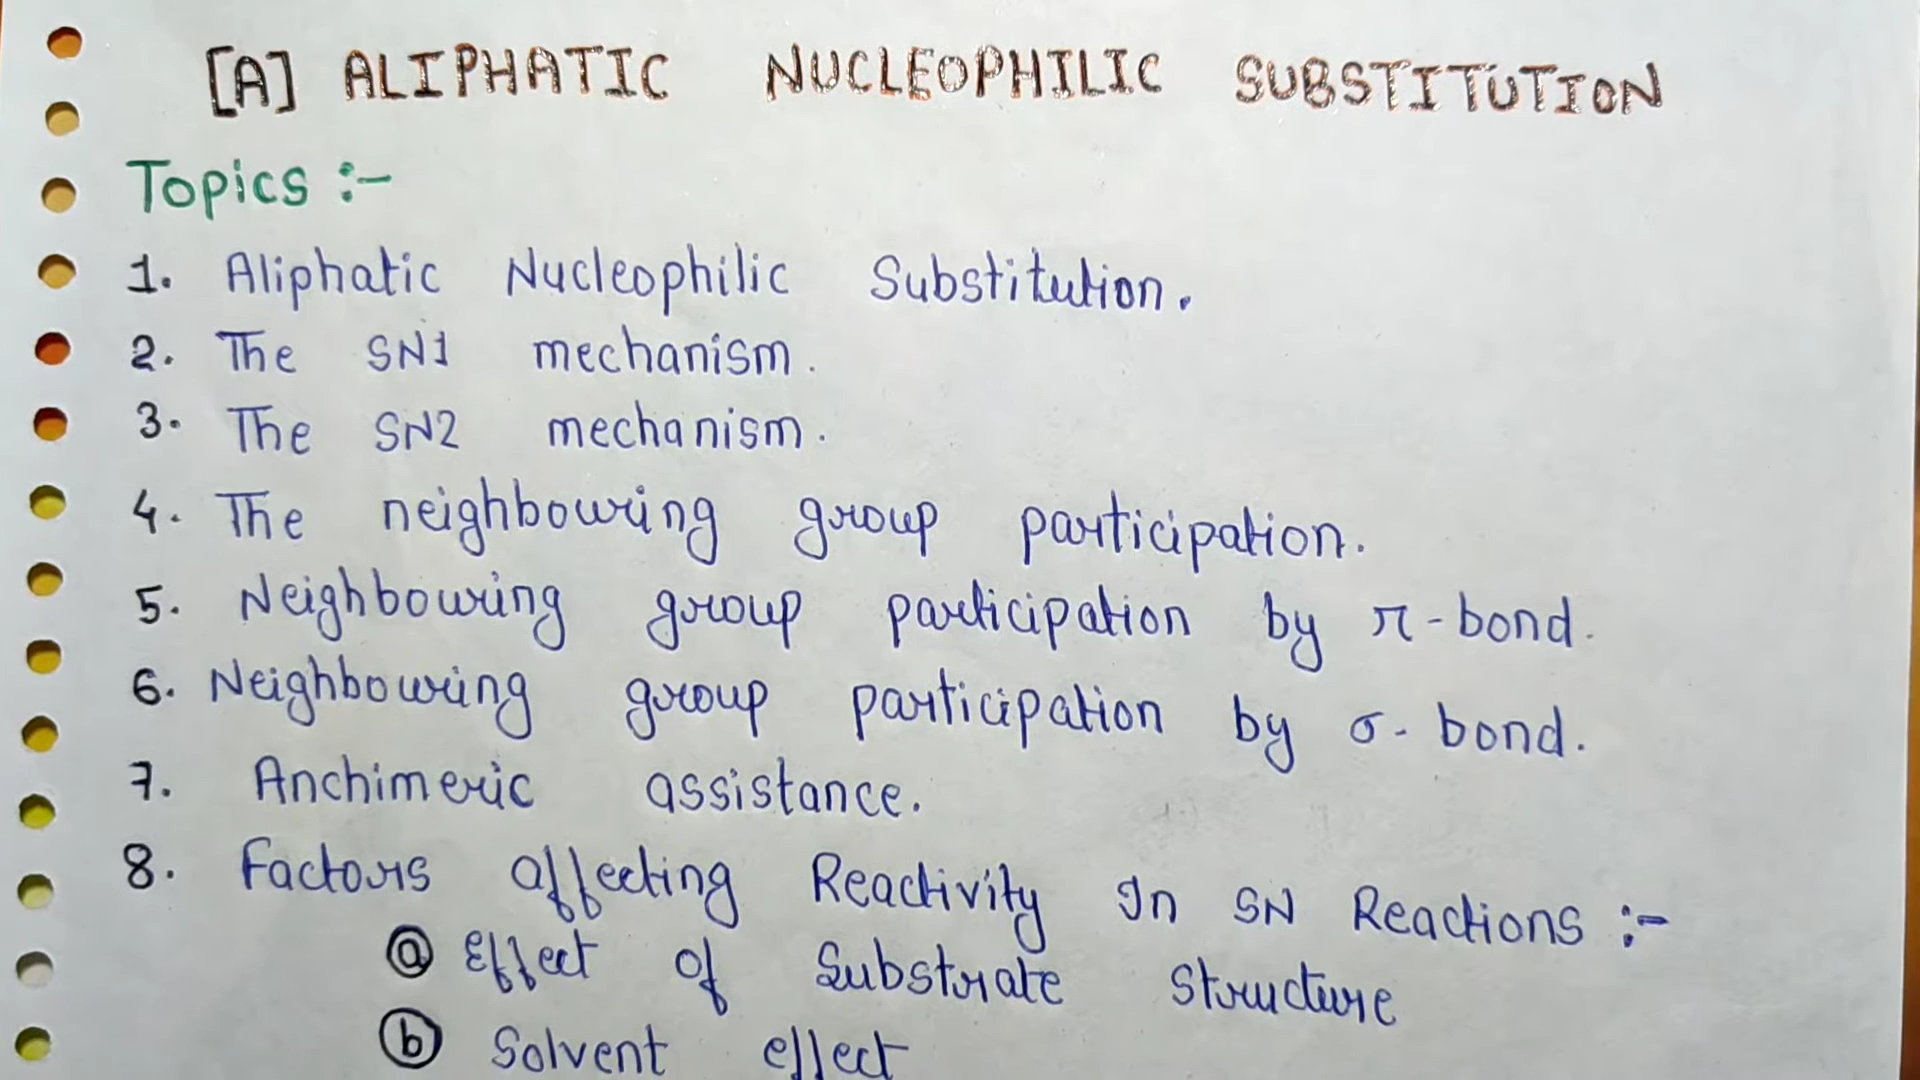 [A] ALIPHATIC NUCLEOPHILIC SUBSTITUTION
Topics :-
1. Aliphatic Nucleophilic Substitution.
2. The SN1 mechanism.
3. The SN2 mechanism.
4. The neighbouring group participation.
5. Neighbouring group participation by π-bond.
6. Neighbouring group participation by σ-bond.
7. Anchimeric assistance.
8. Factors affecting Reactivity In SN Reactions :-
ⓐ Effect of Substrate Structure
ⓑ Solvent effect